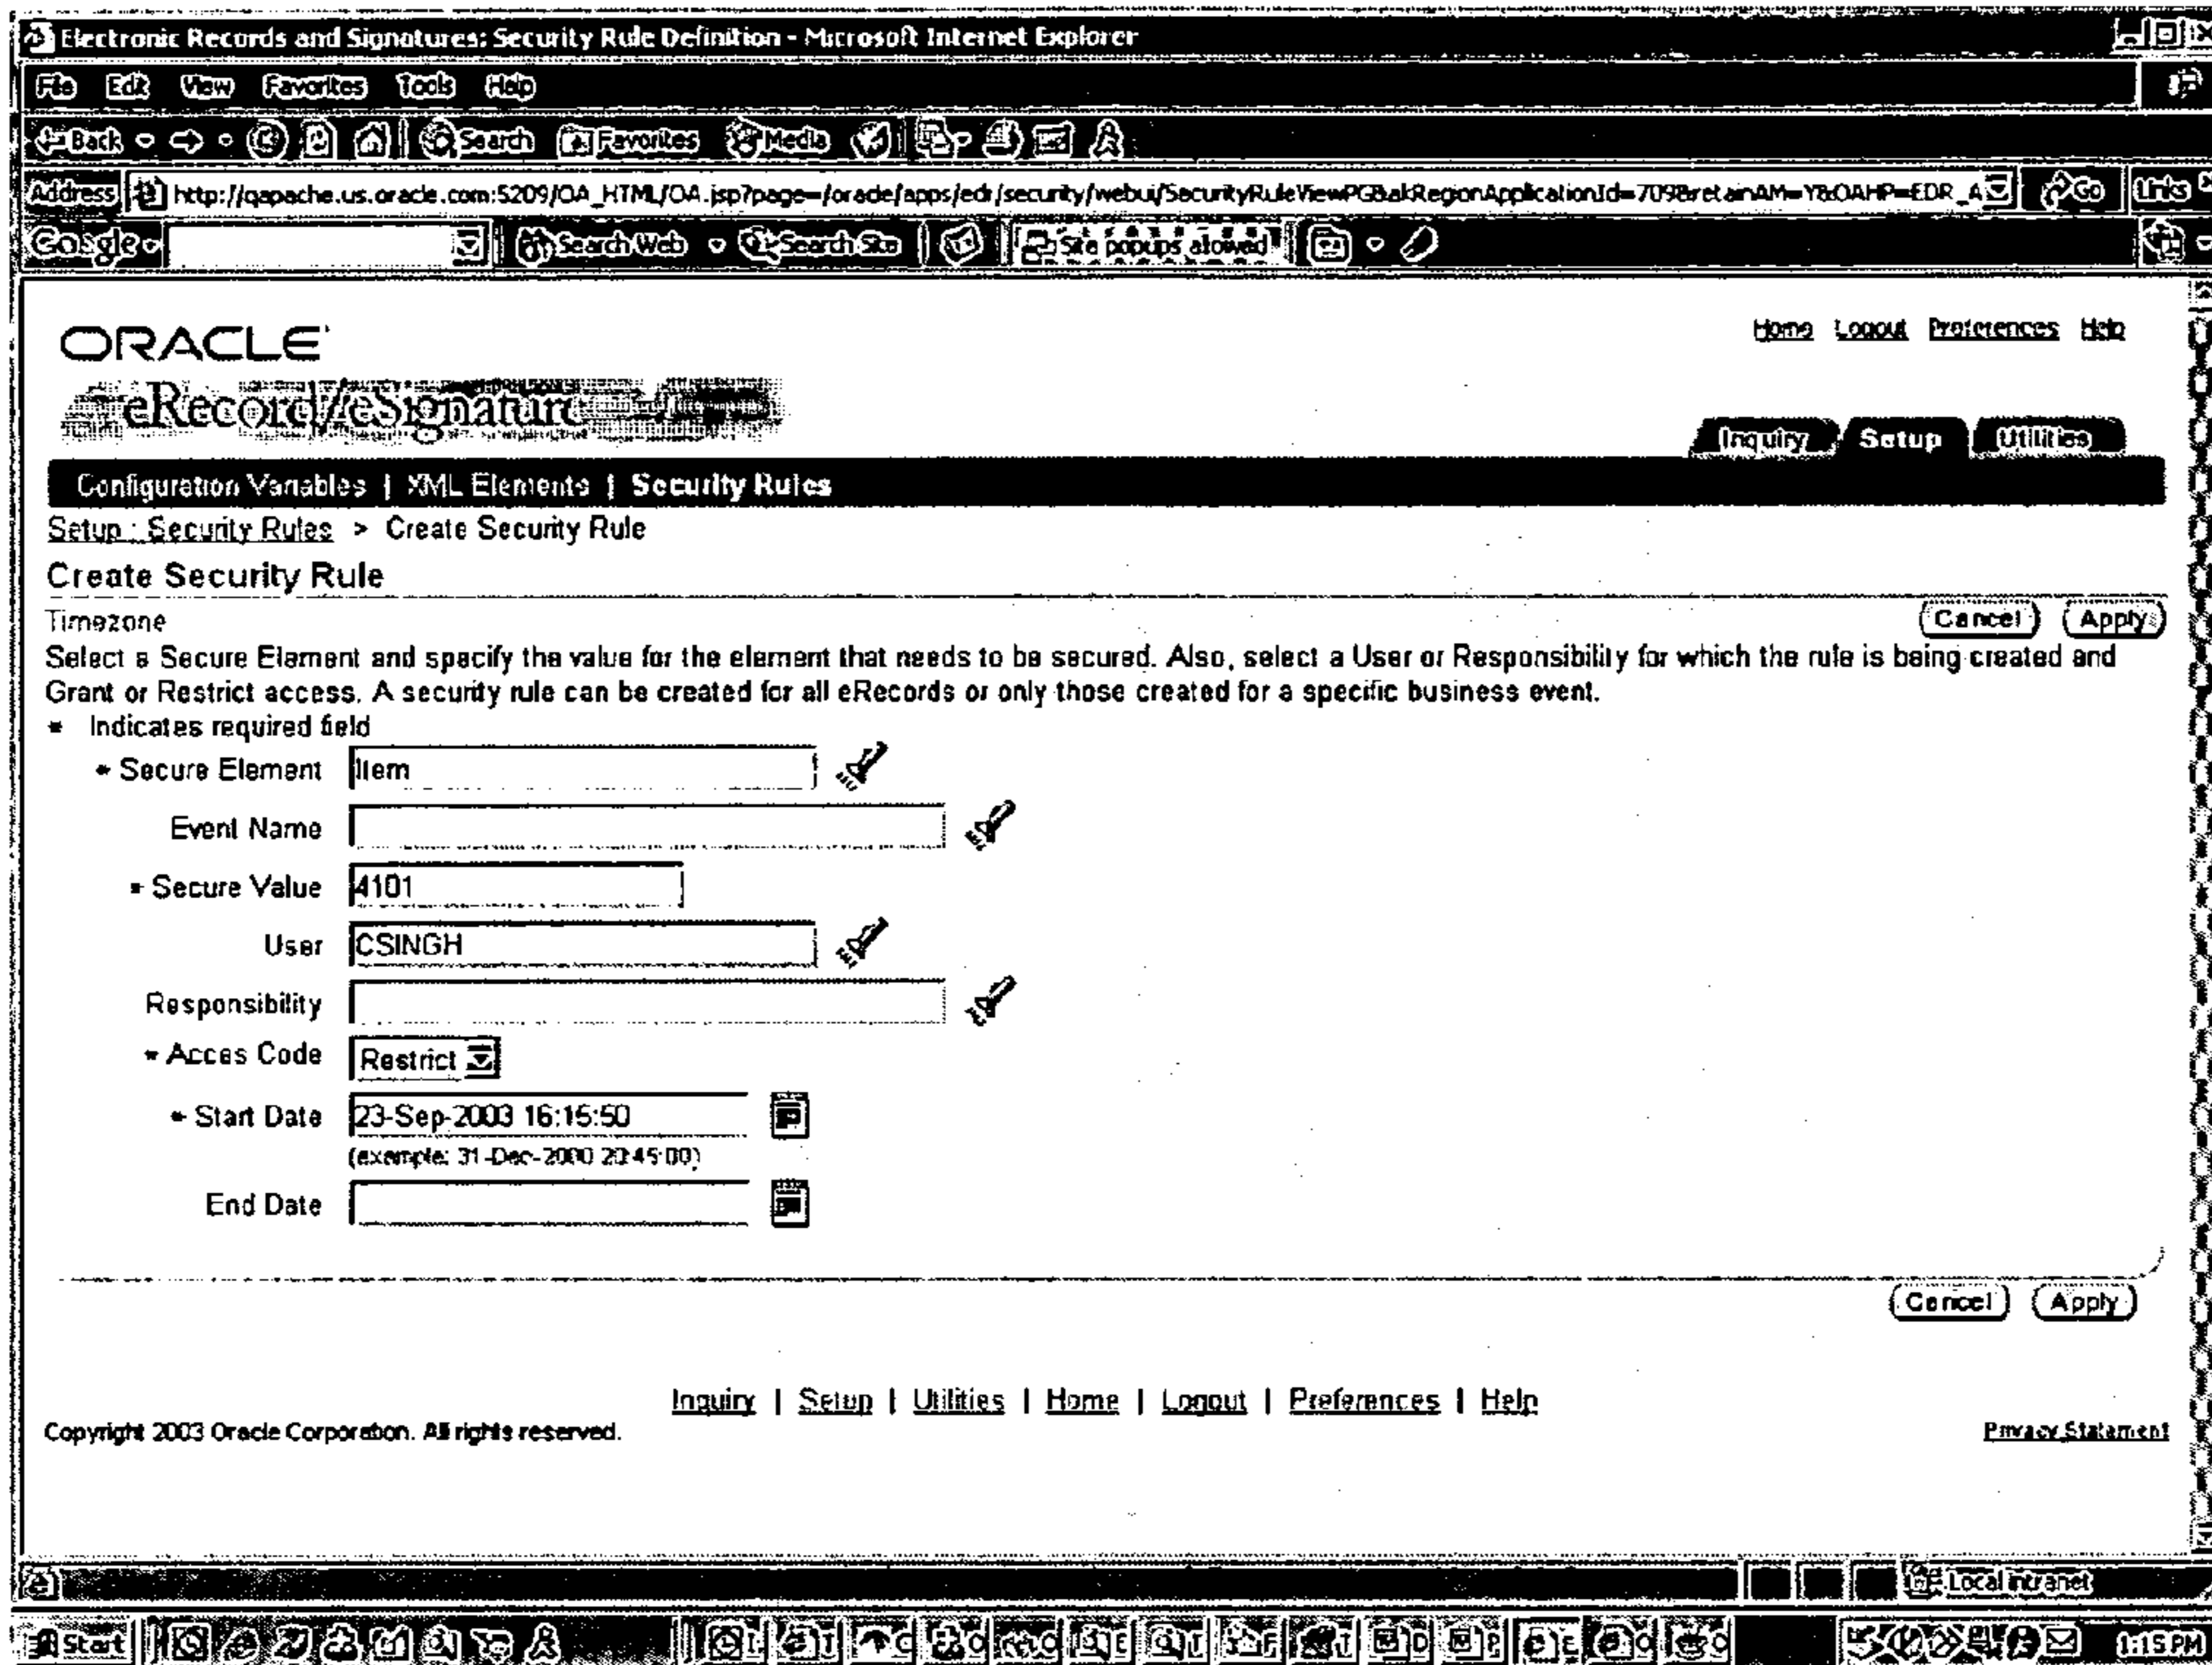 Electronic Records and Signatures: Security Rule Definition - Microsoft Internet Explorer
File Edit View Favorites Tools Help
Back Search Favorites Media
Address http://qapache.us.oracle.com:5209/OA_HTML/OA.jsp?page=/oracle/apps/edr/security/webui/SecurityRuleViewPG&akRegionApplicationId=709&retainAM=Y&OAHP=EDR_A Go Links
Google Search Web Search Site Site popups allowed
ORACLE
Home Logout Preferences Help
eRecord/eSignature
Inquiry Setup Utilities
Configuration Variables | XML Elements | Security Rules
Setup : Security Rules > Create Security Rule
Create Security Rule
Timezone
Cancel Apply
Select a Secure Element and specify the value for the element that needs to be secured. Also, select a User or Responsibility for which the rule is being created and
Grant or Restrict access. A security rule can be created for all eRecords or only those created for a specific business event.
* Indicates required field
* Secure Element Item
Event Name
* Secure Value 4101
User CSINGH
Responsibility
* Acces Code Restrict
* Start Date 23-Sep-2003 16:15:50
(example: 31-Dec-2000 20:45:00)
End Date
Cancel Apply
Inquiry | Setup | Utilities | Home | Logout | Preferences | Help
Copyright 2003 Oracle Corporation. All rights reserved.
Privacy Statement
Local intranet
Start
1:15 PM